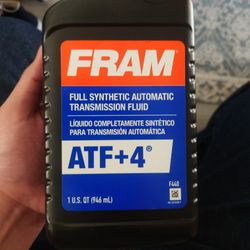 FRAM
FULL SYNTHETIC AUTOMATIC
TRANSMISSION FLUID
LÍQUIDO COMPLETAMENTE SINTÉTICO
PARA TRANSMISIÓN AUTOMÁTICA
ATF+4®
F440
1 U.S. QT (946 mL)